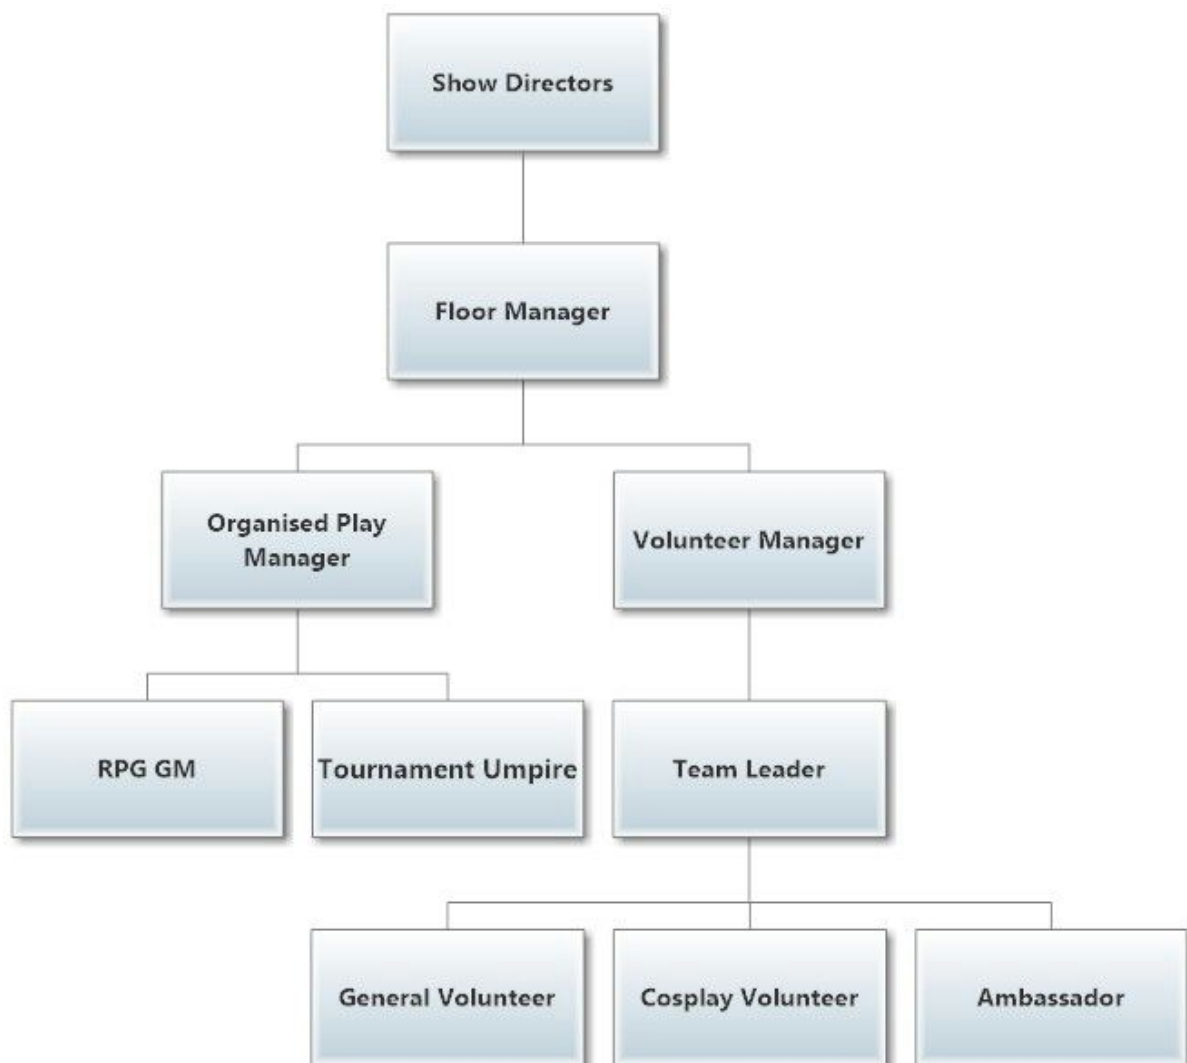 Show Directors
Floor Manager
Organised Play
Manager
Volunteer Manager
RPG GM
Tournament Umpire
Team Leader
General Volunteer
Cosplay Volunteer
Ambassador